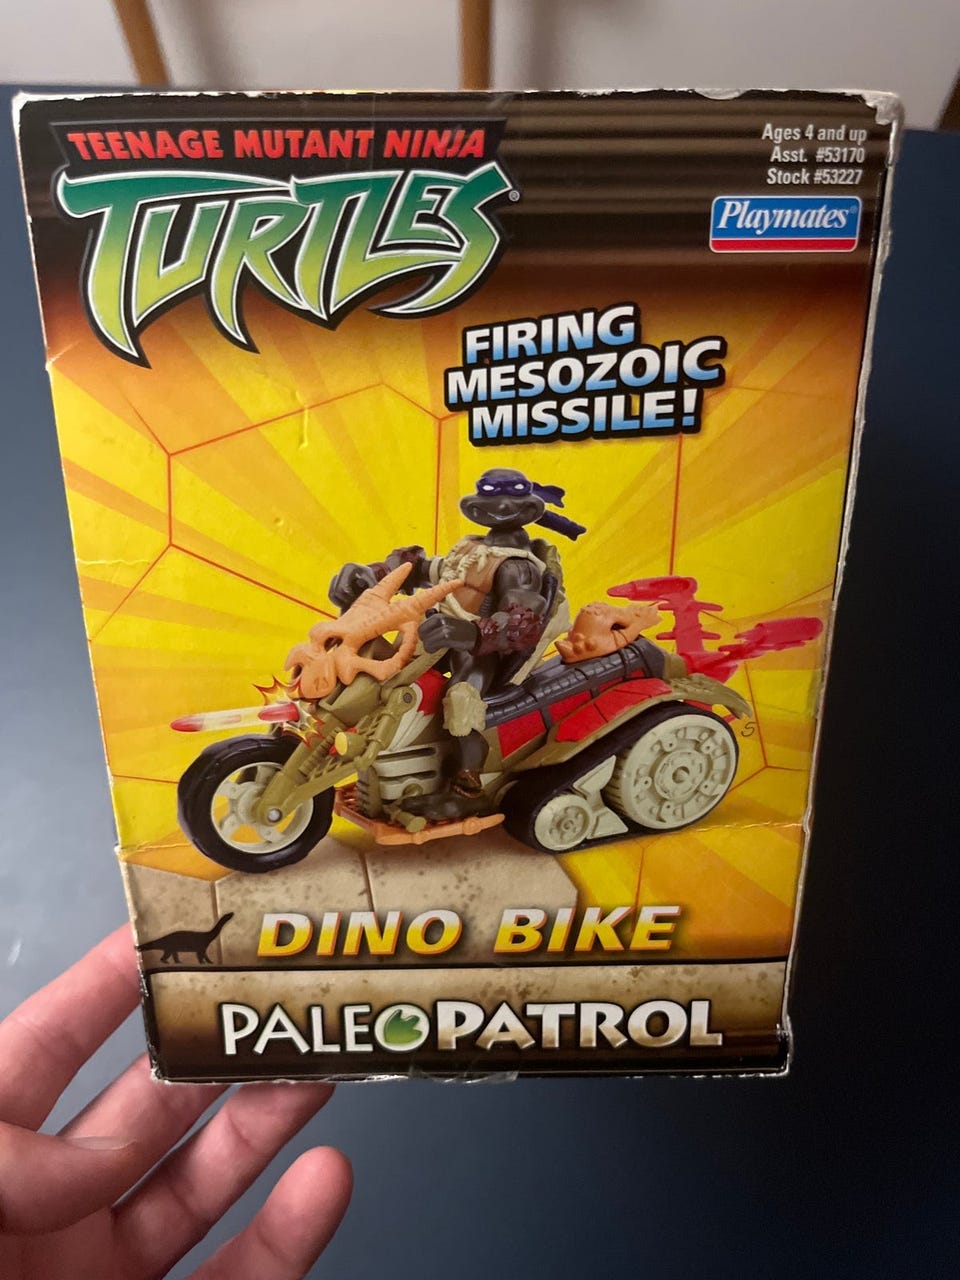 TEENAGE MUTANT NINJA
TURTLES®
Ages 4 and up
Asst. #53170
Stock #53227
Playmates®
FIRING
MESOZOIC
MISSILE!
S
DINO BIKE
PALEOPATROL